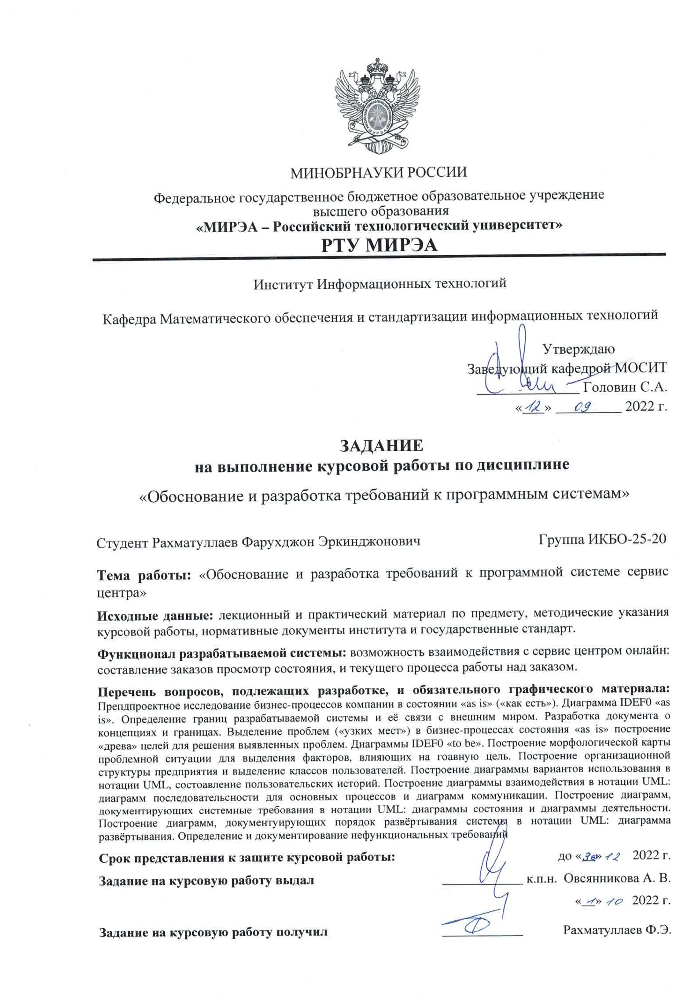 МИНОБРНАУКИ РОССИИ
Федеральное государственное бюджетное образовательное учреждение
высшего образования
«МИРЭА – Российский технологический университет»
РТУ МИРЭА
Институт Информационных технологий
Кафедра Математического обеспечения и стандартизации информационных технологий
Утверждаю
Заведующий кафедрой МОСИТ
Головин С.А.
«12» 09 2022 г.
ЗАДАНИЕ
на выполнение курсовой работы по дисциплине
«Обоснование и разработка требований к программным системам»
Студент Рахматуллаев Фарухджон Эркинджонович Группа ИКБО-25-20
Тема работы: «Обоснование и разработка требований к программной системе сервис
центра»
Исходные данные: лекционный и практический материал по предмету, методические указания
курсовой работы, нормативные документы института и государственные стандарт.
Функционал разрабатываемой системы: возможность взаимодействия с сервис центром онлайн:
составление заказов просмотр состояния, и текущего процесса работы над заказом.
Перечень вопросов, подлежащих разработке, и обязательного графического материала:
Препдпроектное исследование бизнес-процессов компании в состоянии «as is» («как есть»). Диаграмма IDEF0 «as
is». Определение границ разрабатываемой системы и её связи с внешним миром. Разработка документа о
концепциях и границах. Выделение проблем («узких мест») в бизнес-процессах состояния «as is» построение
«древа» целей для решения выявленных проблем. Диаграммы IDEF0 «to be». Построение морфологической карты
проблемной ситуации для выделения факторов, влияющих на гоавную цель. Построение организационной
структуры предприятия и выделение классов пользователей. Построение диаграммы вариантов использования в
нотации UML, состоавление пользовательских историй. Построение диаграммы взаимодействия в нотации UML:
диаграмм последовательсности для основных процессов и диаграмм коммуникации. Построение диаграмм,
документирующих системные требования в нотации UML: диаграммы состояния и диаграммы деятельности.
Построение диаграмм, документуирующих порядок развёртывания системы в нотации UML: диаграмма
развёртывания. Определение и документирование нефункциональных требований
Срок представления к защите курсовой работы: до «30» 12 2022 г.
Задание на курсовую работу выдал к.п.н. Овсянникова А. В.
«1» 10 2022 г.
Задание на курсовую работу получил Рахматуллаев Ф.Э.